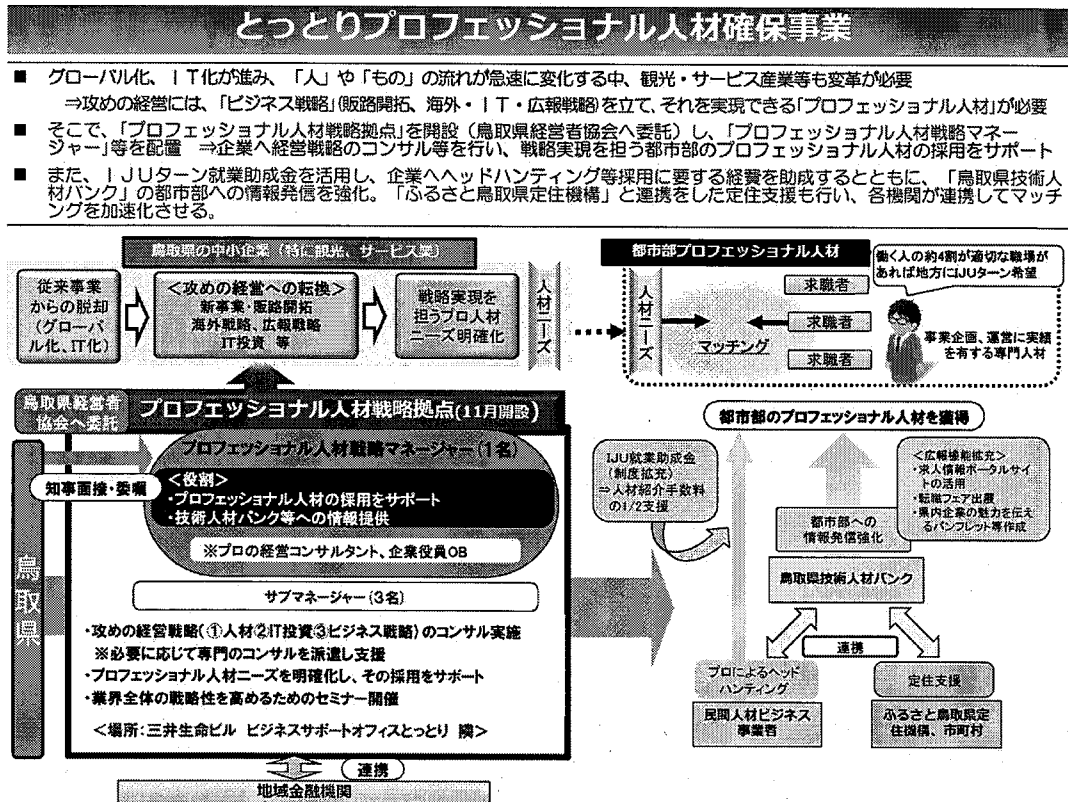 とっとりプロフェッショナル人材確保事業
■ グローバル化、IT化が進み、「人」や「もの」の流れが急速に変化する中、観光・サービス産業等も変革が必要
⇒攻めの経営には、「ビジネス戦略」(販路開拓、海外・IT・広報戦略)を立て、それを実現できる「プロフェッショナル人材」が必要
■ そこで、「プロフェッショナル人材戦略拠点」を開設（鳥取県経営者協会へ委託）し、「プロフェッショナル人材戦略マネー
ジャー」等を配置 ⇒企業へ経営戦略のコンサル等を行い、戦略実現を担う都市部のプロフェッショナル人材の採用をサポート
■ また、IJUターン就業助成金を活用し、企業へヘッドハンティング等採用に要する経費を助成するとともに、「鳥取県技術人
材バンク」の都市部への情報発信を強化。「ふるさと鳥取県定住機構」と連携をした定住支援も行い、各機関が連携してマッチ
ングを加速化させる。
鳥取県の中小企業（特に観光、サービス業）
従来事業
からの脱却
(グローバ
ル化、IT化)
＜攻めの経営への転換＞
新事業・販路開拓
海外戦略、広報戦略
IT投資 等
戦略実現を
担うプロ人材
ニーズ明確化
人材ニーズ
都市部プロフェッショナル人材
人材ニーズ
マッチング
求職者
求職者
求職者
働く人の約4割が適切な職場が
あれば地方にIJUターン希望
事業企画、運営に実績
を有する専門人材
鳥取県経営者
協会へ委託
プロフェッショナル人材戦略拠点(11月開設)
プロフェッショナル人材戦略マネージャー(1名)
知事面接・委嘱
＜役割＞
・プロフェッショナル人材の採用をサポート
・技術人材バンク等への情報提供
※プロの経営コンサルタント、企業役員OB
鳥取県
サブマネージャー(3名)
・攻めの経営戦略(①人材②IT投資③ビジネス戦略)のコンサル実施
※必要に応じて専門のコンサルを派遣し支援
・プロフェッショナル人材ニーズを明確化し、その採用をサポート
・業界全体の戦略性を高めるためのセミナー開催
＜場所:三井生命ビル ビジネスサポートオフィスとっとり 隣＞
連携
地域金融機関
都市部のプロフェッショナル人材を獲得
IJU就業助成金
(制度拡充)
⇒人材紹介手数料
の1/2支援
＜広報機能拡充＞
・求人情報ポータルサイ
トの活用
・転職フェア出展
・県内企業の魅力を伝え
るパンフレット等作成
都市部への
情報発信強化
鳥取県技術人材バンク
連携
プロによるヘッド
ハンティング
民間人材ビジネス
事業者
定住支援
ふるさと鳥取県定
住機構、市町村